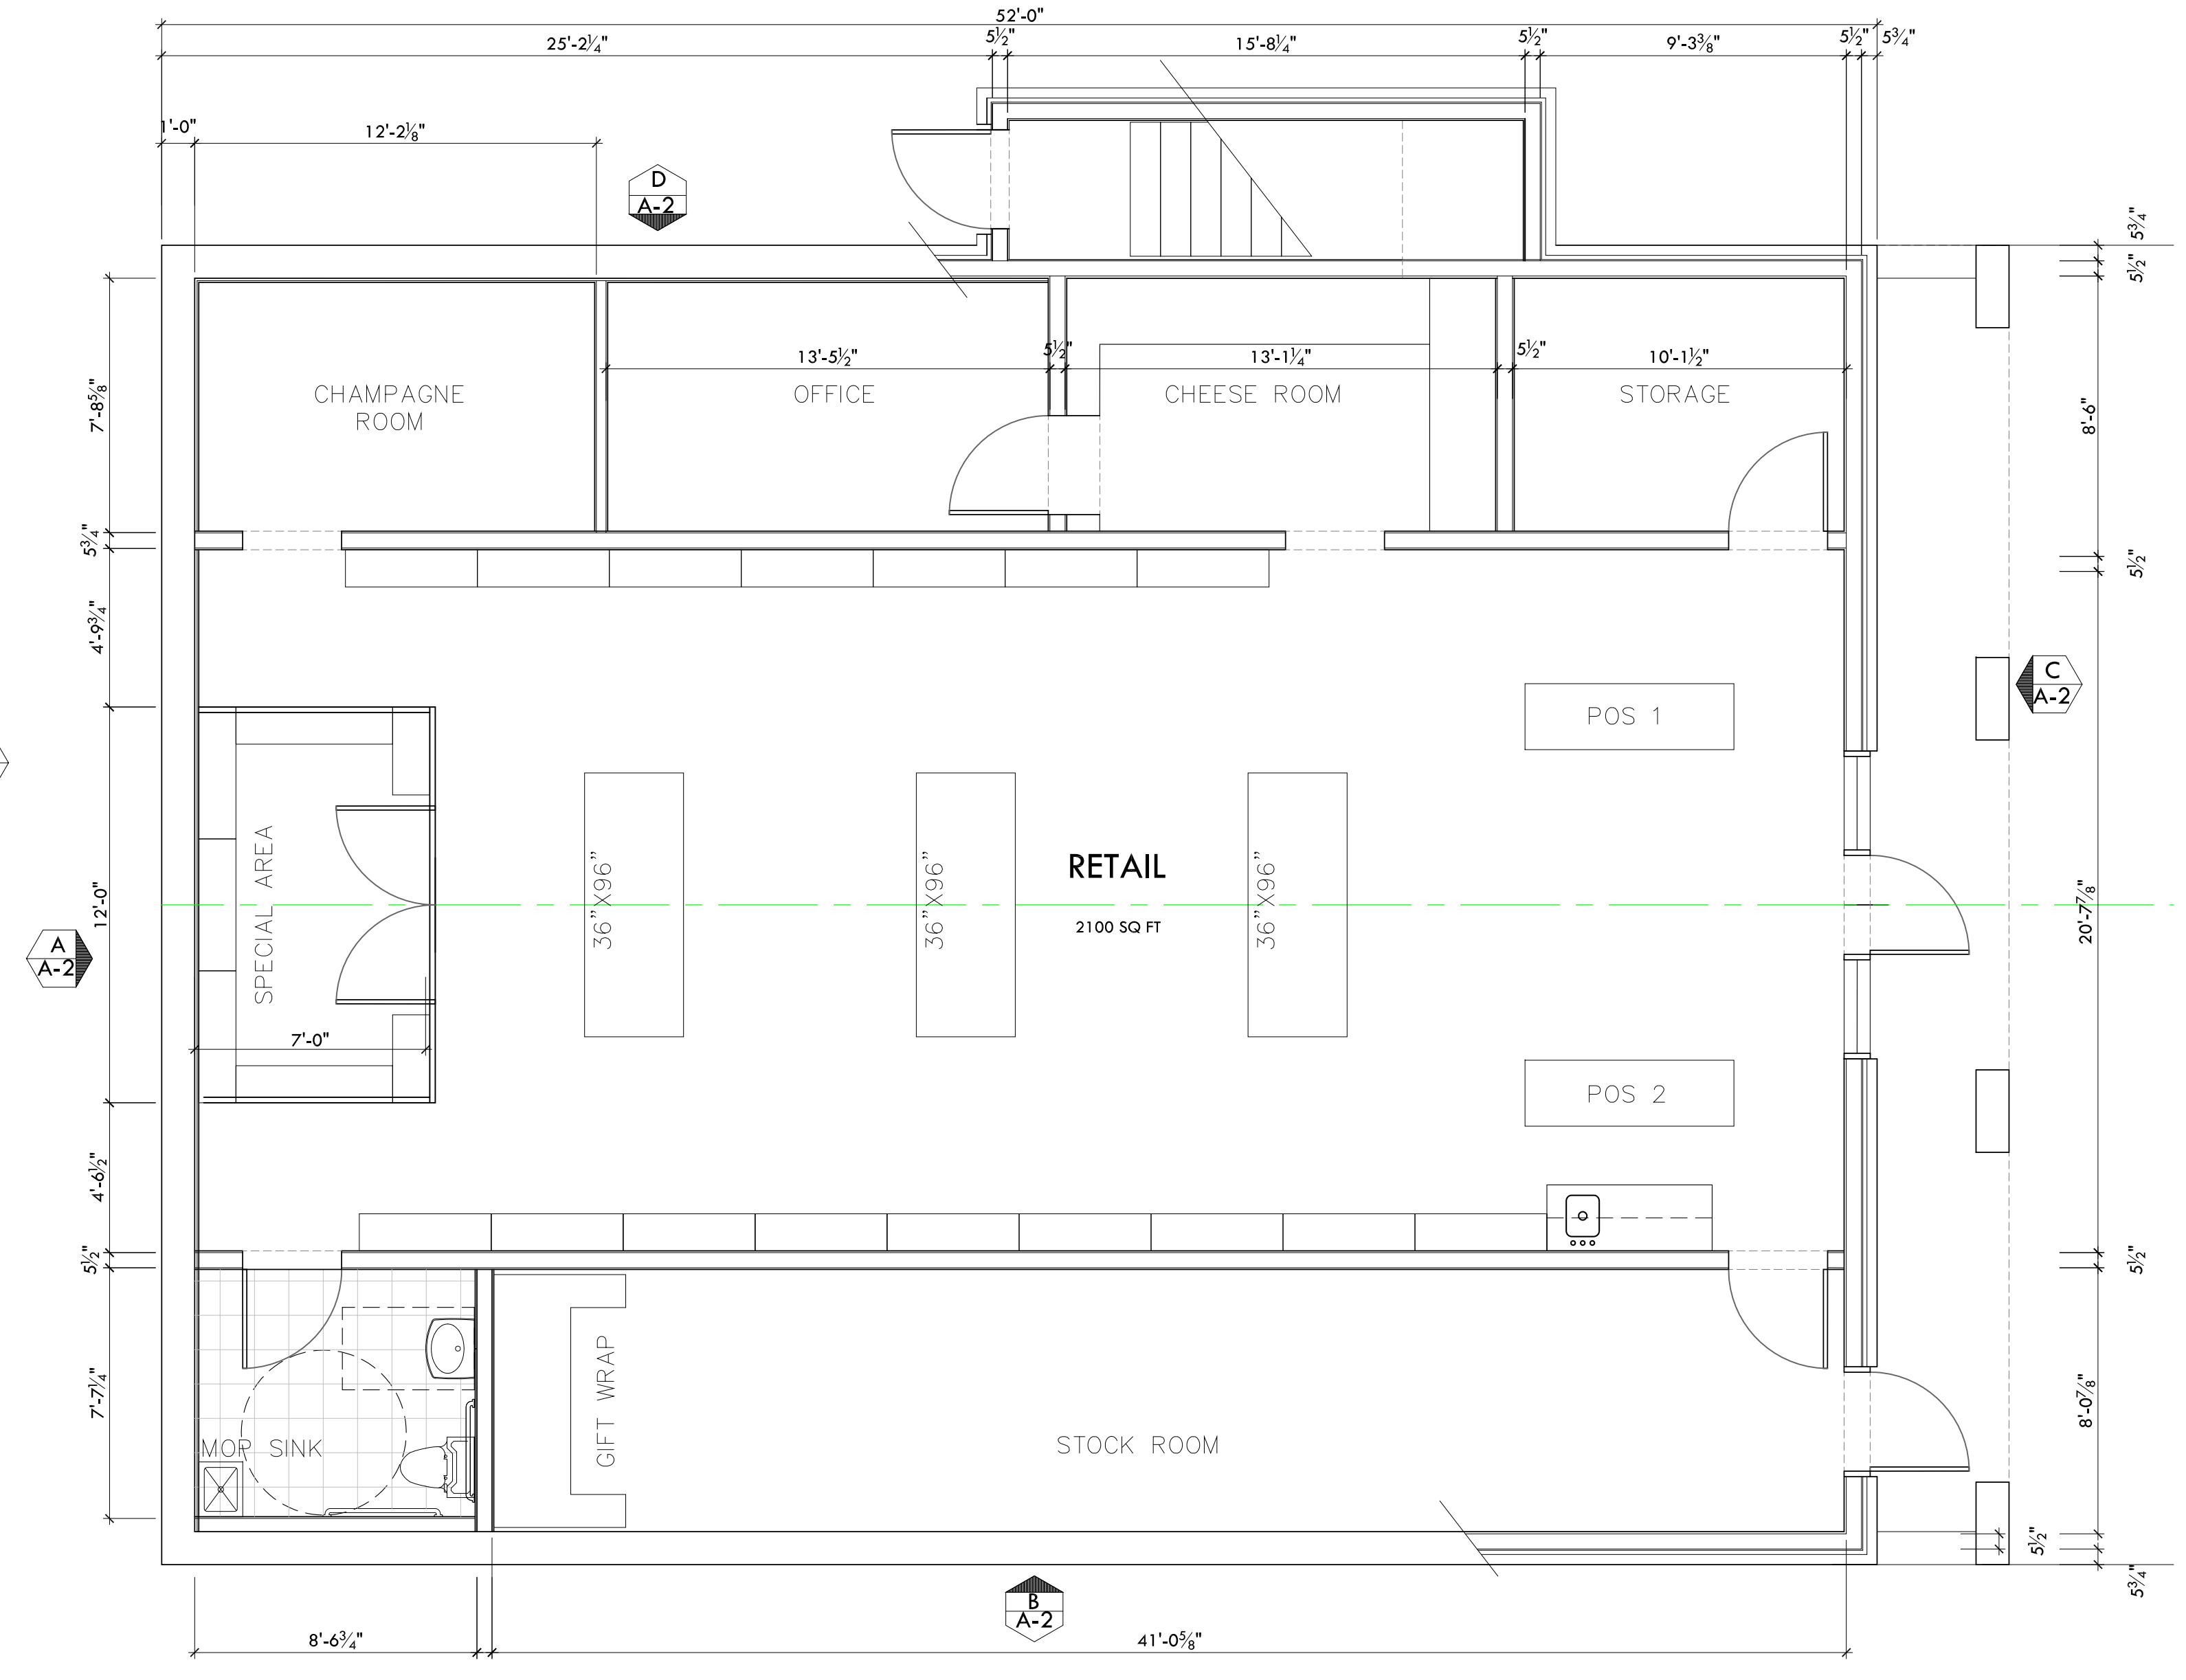 52'-0"
25'-2¼"
5½"
15'-8¼"
5½"
9'-3⅜"
5½"
5¾"
1'-0"
12'-2⅛"
D
A-2
5¾"
5½"
13'-5½"
5½"
13'-1¼"
5½"
10'-1½"
CHAMPAGNE
ROOM
OFFICE
CHEESE ROOM
STORAGE
7'-8⅝"
8'-6"
5¾"
5½"
4'-9¾"
C
A-2
POS 1
12'-0"
SPECIAL AREA
36"X96"
36"X96"
RETAIL
2100 SQ FT
36"X96"
20'-7⅞"
A
A-2
7'-0"
POS 2
4'-6½"
5½"
5½"
7'-7¼"
GIFT WRAP
8'-0⅞"
MOP SINK
STOCK ROOM
5½"
5¾"
B
A-2
8'-6¾"
41'-0⅝"